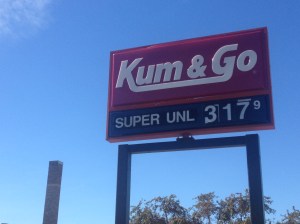 Kum & Go
SUPER UNL 3179